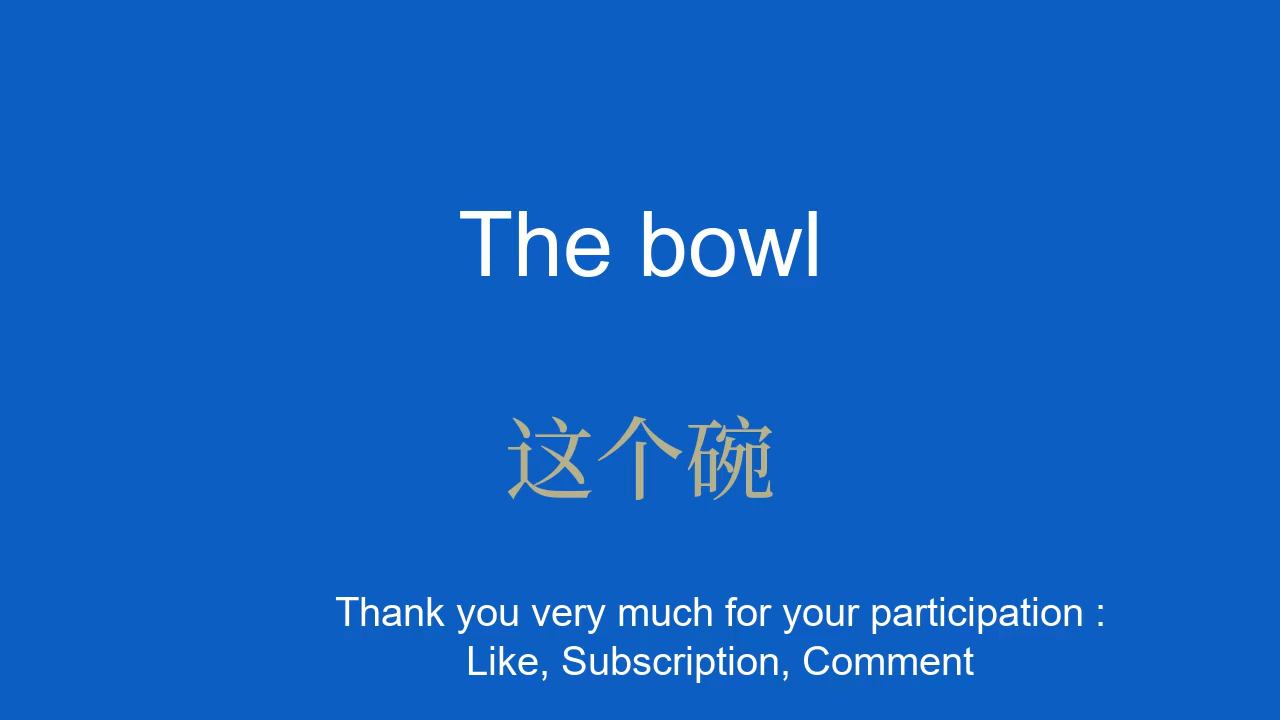 The bowl
这个碗
Thank you very much for your participation :
Like, Subscription, Comment